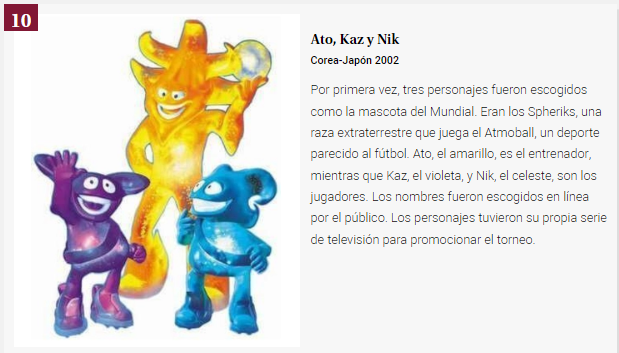 10
Ato, Kaz y Nik
Corea-Japón 2002
Por primera vez, tres personajes fueron escogidos
como la mascota del Mundial. Eran los Spheriks, una
raza extraterrestre que juega el Atmoball, un deporte
parecido al fútbol. Ato, el amarillo, es el entrenador,
mientras que Kaz, el violeta, y Nik, el celeste, son los
jugadores. Los nombres fueron escogidos en línea
por el público. Los personajes tuvieron su propia serie
de televisión para promocionar el torneo.